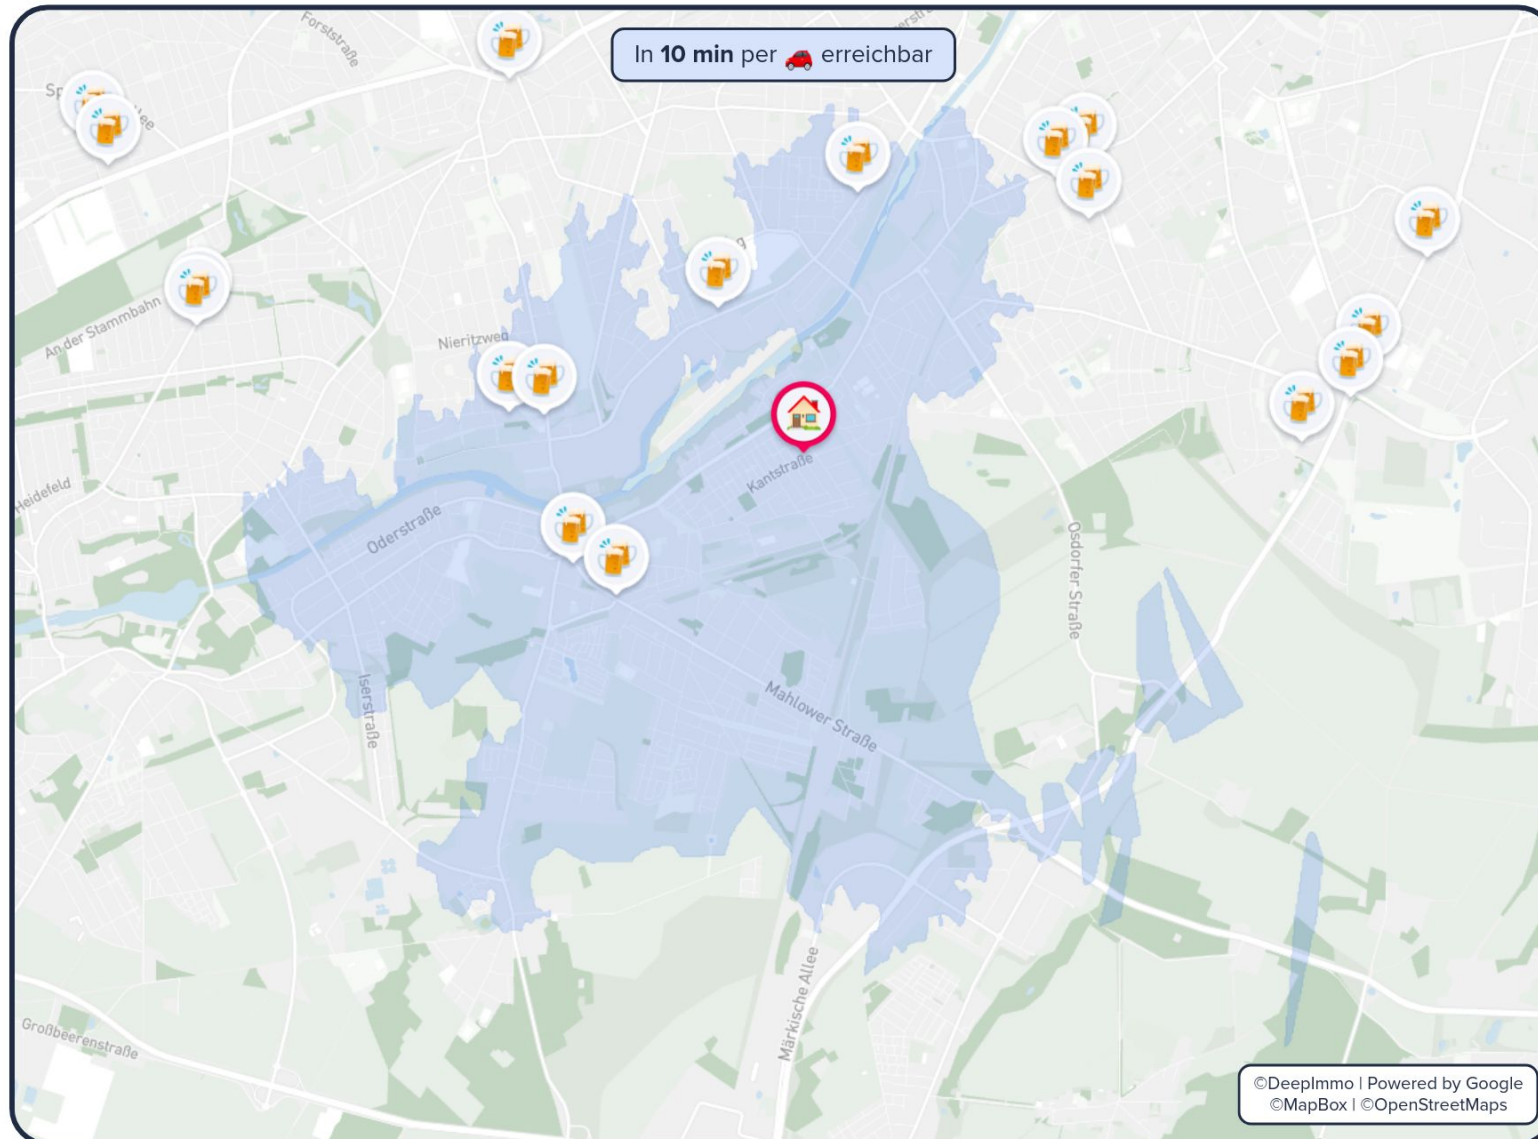 Forststraße
In 10 min per 🚗 erreichbar
An der Stammbahn
Nieritzweg
Heidefeld
Kantstraße
Oderstraße
Osdorfer Straße
Iserstraße
Mahlower Straße
Märkische Allee
Großbeerenstraße
©DeepImmo | Powered by Google
©MapBox | ©OpenStreetMaps